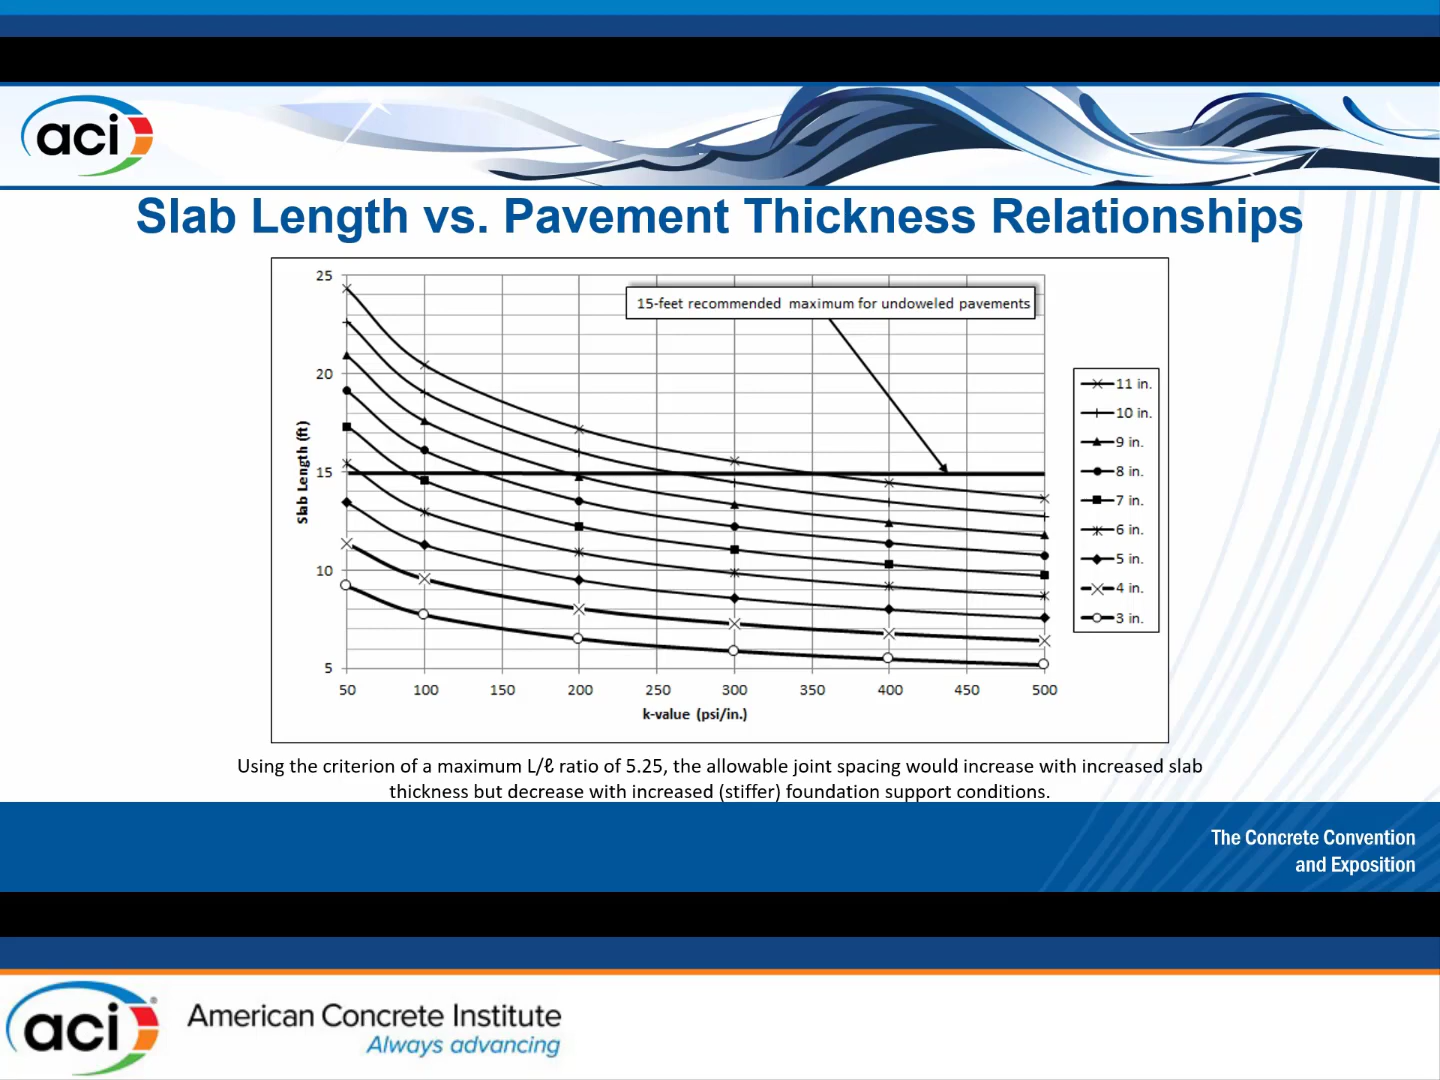 aci
Slab Length vs. Pavement Thickness Relationships
25
20
15
10
5
Slab Length (ft)
15-feet recommended maximum for undoweled pavements
50 100 150 200 250 300 350 400 450 500
k-value (psi/in.)
11 in.
10 in.
9 in.
8 in.
7 in.
6 in.
5 in.
4 in.
3 in.
Using the criterion of a maximum L/ℓ ratio of 5.25, the allowable joint spacing would increase with increased slab
thickness but decrease with increased (stiffer) foundation support conditions.
The Concrete Convention
and Exposition
aci®
American Concrete Institute
Always advancing